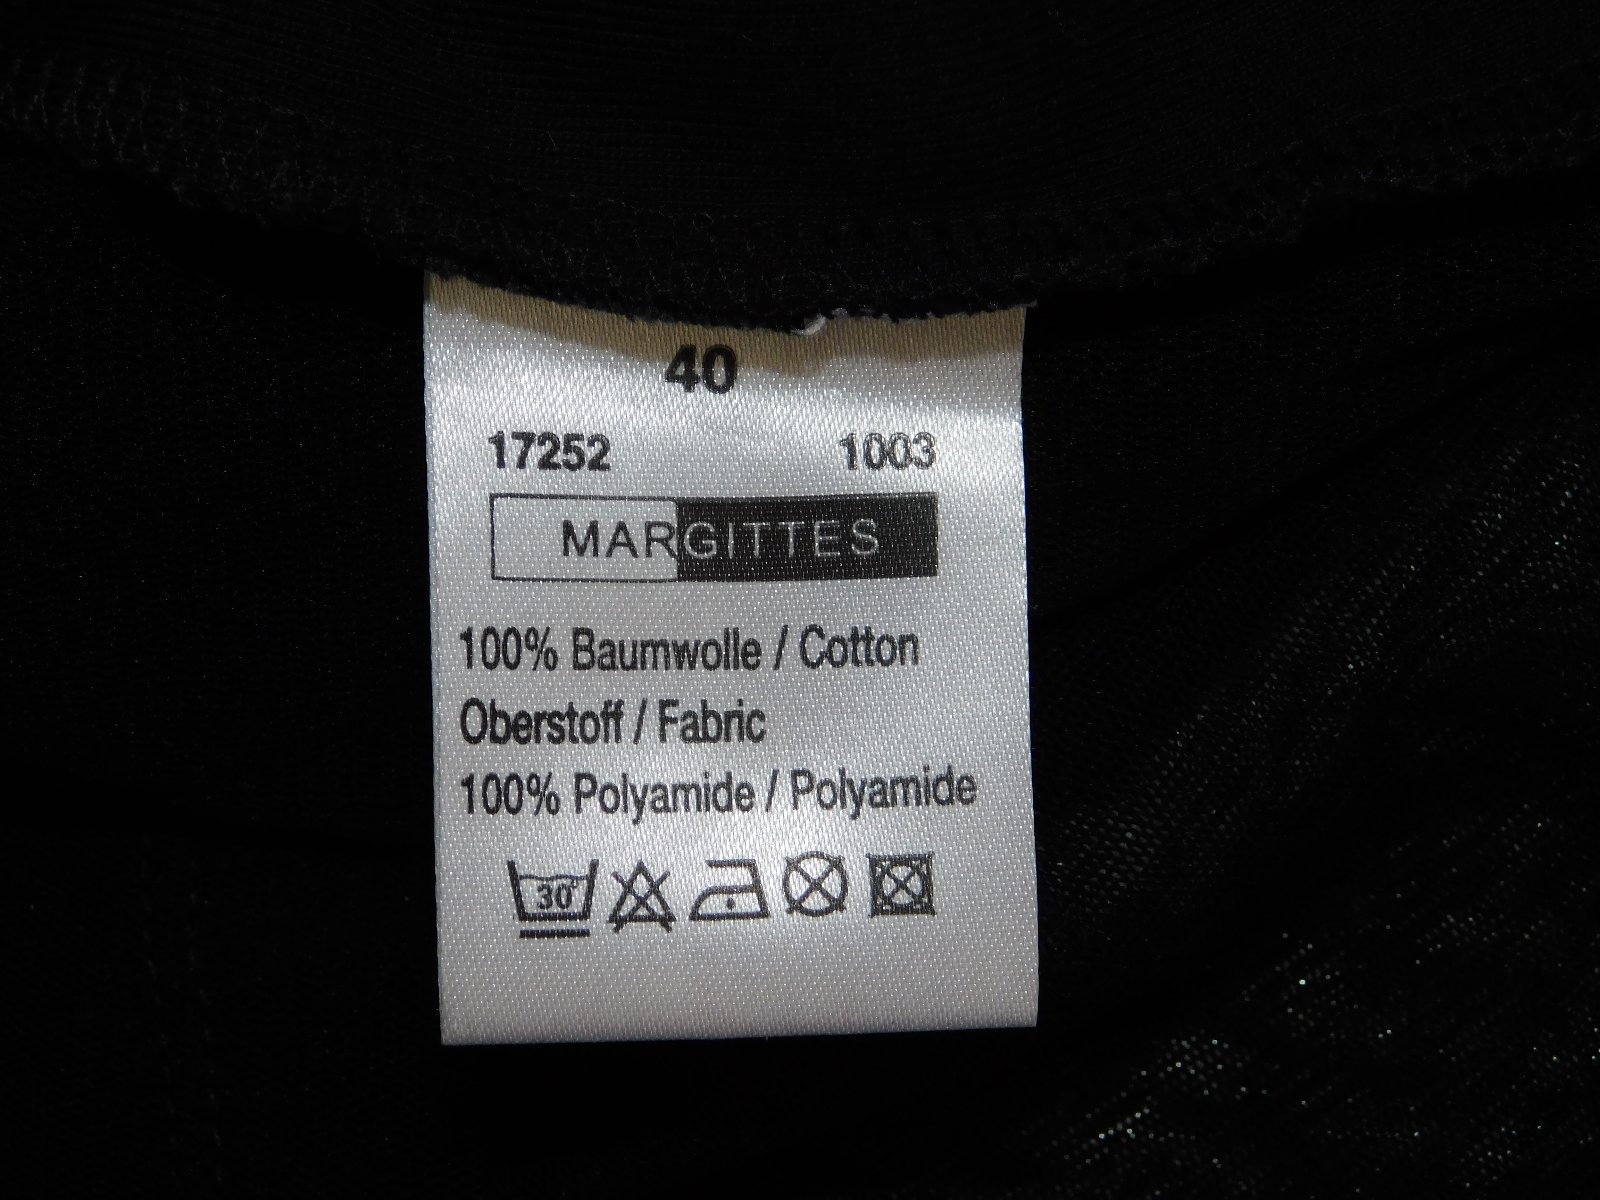 40
17252 1003
MARGITTES
100% Baumwolle / Cotton
Oberstoff / Fabric
100% Polyamide / Polyamide
30°